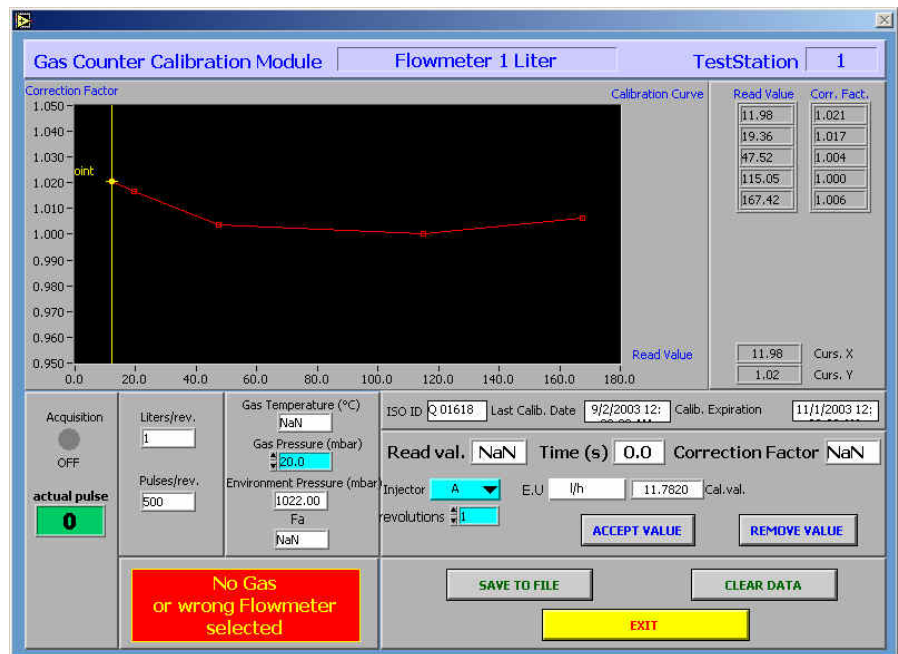 Gas Counter Calibration Module Flowmeter 1 Liter TestStation 1
Correction Factor Calibration Curve
1.050
1.040
1.030
1.020
1.010
1.000
0.990
0.980
0.970
0.960
0.950
oint
Read Value
0.0 20.0 40.0 60.0 80.0 100.0 120.0 140.0 160.0 180.0
Read Value Corr. Fact.
11.98 1.021
19.36 1.017
47.52 1.004
115.05 1.000
167.42 1.006
11.98 Curs. X
1.02 Curs. Y
Acquisition
OFF
actual pulse
0
Liters/rev.
1
Pulses/rev.
500
Gas Temperature (°C)
NaN
Gas Pressure (mbar)
20.0
Environment Pressure (mbar)
1022.00
Fa
NaN
ISO ID Q 01618 Last Calib. Date 9/2/2003 12: Calib. Expiration 11/1/2003 12:
Read val. NaN Time (s) 0.0 Correction Factor NaN
Injector A E.U l/h 11.7820 Cal.val.
revolutions 1
ACCEPT VALUE REMOVE VALUE
No Gas
or wrong Flowmeter
selected
SAVE TO FILE CLEAR DATA
EXIT